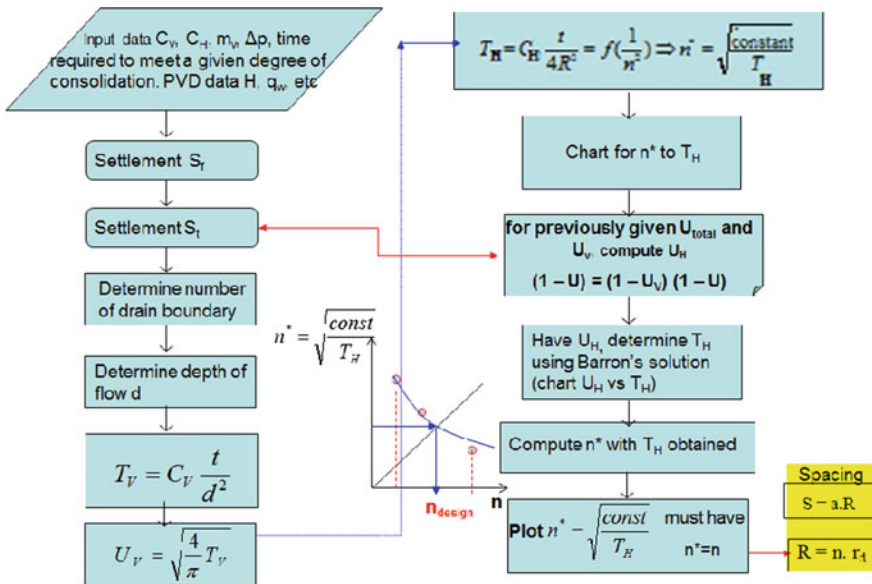 Input data C_V, C_H, m_v, Δp, time
required to meet a givien degree of
consolidation. PVD data H, q_w, etc
Settlement S_f
Settlement S_t
Determine number
of drain boundary
Determine depth of
flow d
T_V = C_V t/d²
U_V = √(4/π T_V)
n* = √(const/T_H)
n_design
n
T_H = C_H t/4R² = f(1/n²) ⇒ n* = √(constant/T_H)
Chart for n* to T_H
for previously given U_total and
U_v, compute U_H
(1 – U) = (1 – U_V) (1 – U)
Have U_H, determine T_H
using Barron's solution
(chart U_H vs T_H)
Compute n* with T_H obtained
Plot n* – √(const/T_H) must have
n*=n
Spacing
S = a.R
R = n. r_d